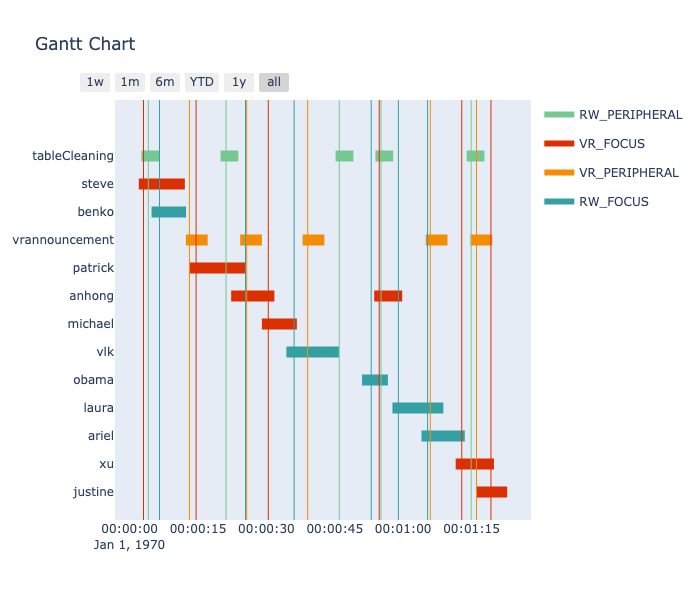 Gantt Chart
1w 1m 6m YTD 1y all
RW_PERIPHERAL
VR_FOCUS
VR_PERIPHERAL
RW_FOCUS
tableCleaning
steve
benko
vrannouncement
patrick
anhong
michael
vlk
obama
laura
ariel
xu
justine
00:00:00 00:00:15 00:00:30 00:00:45 00:01:00 00:01:15
Jan 1, 1970